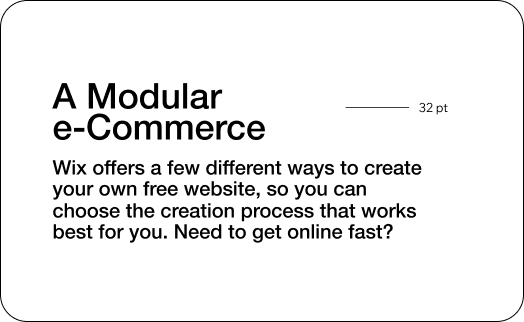 A Modular
e-Commerce
32 pt
Wix offers a few different ways to create
your own free website, so you can
choose the creation process that works
best for you. Need to get online fast?